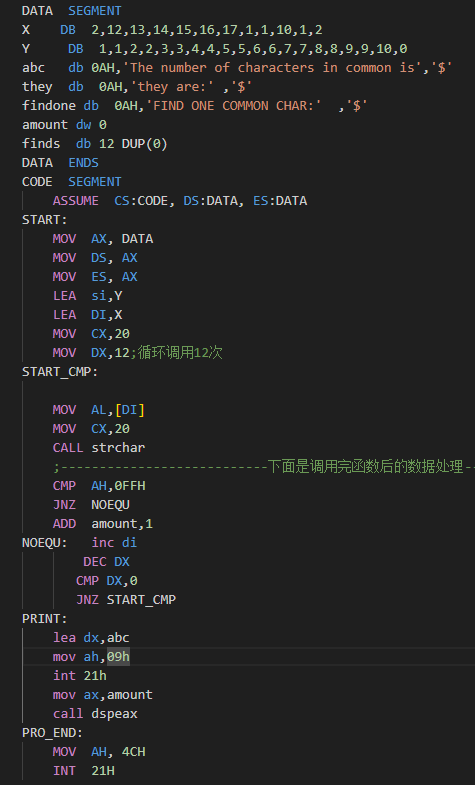 DATA  SEGMENT
X    DB  2,12,13,14,15,16,17,1,1,10,1,2
Y     DB  1,1,2,2,3,3,4,4,5,5,6,6,7,7,8,8,9,9,10,0
abc   db 0AH,'The number of characters in common is','$'
they  db  0AH,'they are:' ,'$'
findone db  0AH,'FIND ONE COMMON CHAR:'  ,'$'
amount dw 0
finds  db 12 DUP(0)
DATA  ENDS
CODE  SEGMENT
    ASSUME  CS:CODE, DS:DATA, ES:DATA
START:
    MOV  AX, DATA
    MOV  DS, AX
    MOV  ES, AX
    LEA  si,Y
    LEA  DI,X
    MOV  CX,20
    MOV  DX,12;循环调用12次
START_CMP:
    MOV  AL,[DI]
    MOV  CX,20
    CALL strchar
    ;---------------------------下面是调用完函数后的数据处理--
    CMP  AH,0FFH
    JNZ  NOEQU
    ADD  amount,1
NOEQU:   inc di
        DEC DX
       CMP DX,0
       JNZ START_CMP
PRINT:
    lea dx,abc
    mov ah,09h
    int 21h
    mov ax,amount
    call dspeax
PRO_END:
    MOV  AH, 4CH
    INT  21H